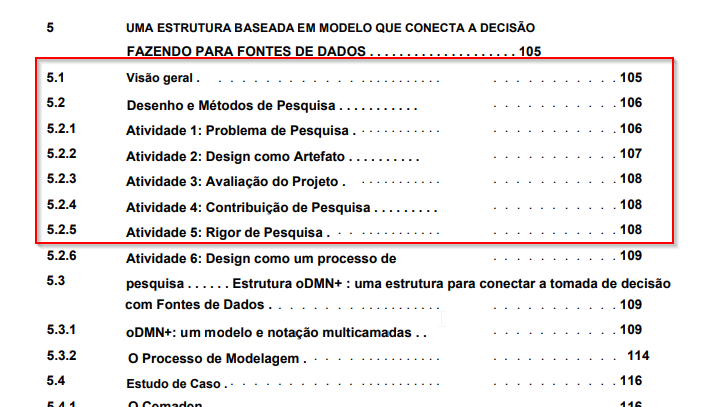 5 UMA ESTRUTURA BASEADA EM MODELO QUE CONECTA A DECISÃO
FAZENDO PARA FONTES DE DADOS . . . . . . . . . . . . . . . . . . . . 105
5.1 Visão geral . . . . . . . . . . . . . . . . . . . . . . . . . . . . . . . . . . . 105
5.2 Desenho e Métodos de Pesquisa . . . . . . . . . . . . . . . . . . . . . . 106
5.2.1 Atividade 1: Problema de Pesquisa . . . . . . . . . . . . . . . . . . . . . . 106
5.2.2 Atividade 2: Design como Artefato . . . . . . . . . . . . . . . . . . . . . 107
5.2.3 Atividade 3: Avaliação do Projeto . . . . . . . . . . . . . . . . . . . . . . 108
5.2.4 Atividade 4: Contribuição de Pesquisa . . . . . . . . . . . . . . . . . . . . 108
5.2.5 Atividade 5: Rigor de Pesquisa . . . . . . . . . . . . . . . . . . . . . . . . 108
5.2.6 Atividade 6: Design como um processo de . . . . . . . . . . . 109
5.3 pesquisa . . . . . . Estrutura oDMN+ : uma estrutura para conectar a tomada de decisão
com Fontes de Dados . . . . . . . . . . . . . . . . . . . . . . . . . . . . 109
5.3.1 oDMN+: um modelo e notação multicamadas . . . . . . . . . . . . . 109
5.3.2 O Processo de Modelagem . . . . . . . . . . . . . . . . . . . . . . . . . . 114
5.4 Estudo de Caso . . . . . . . . . . . . . . . . . . . . . . . . . . . . . . . . 116
5.4.1 O Cemaden 116